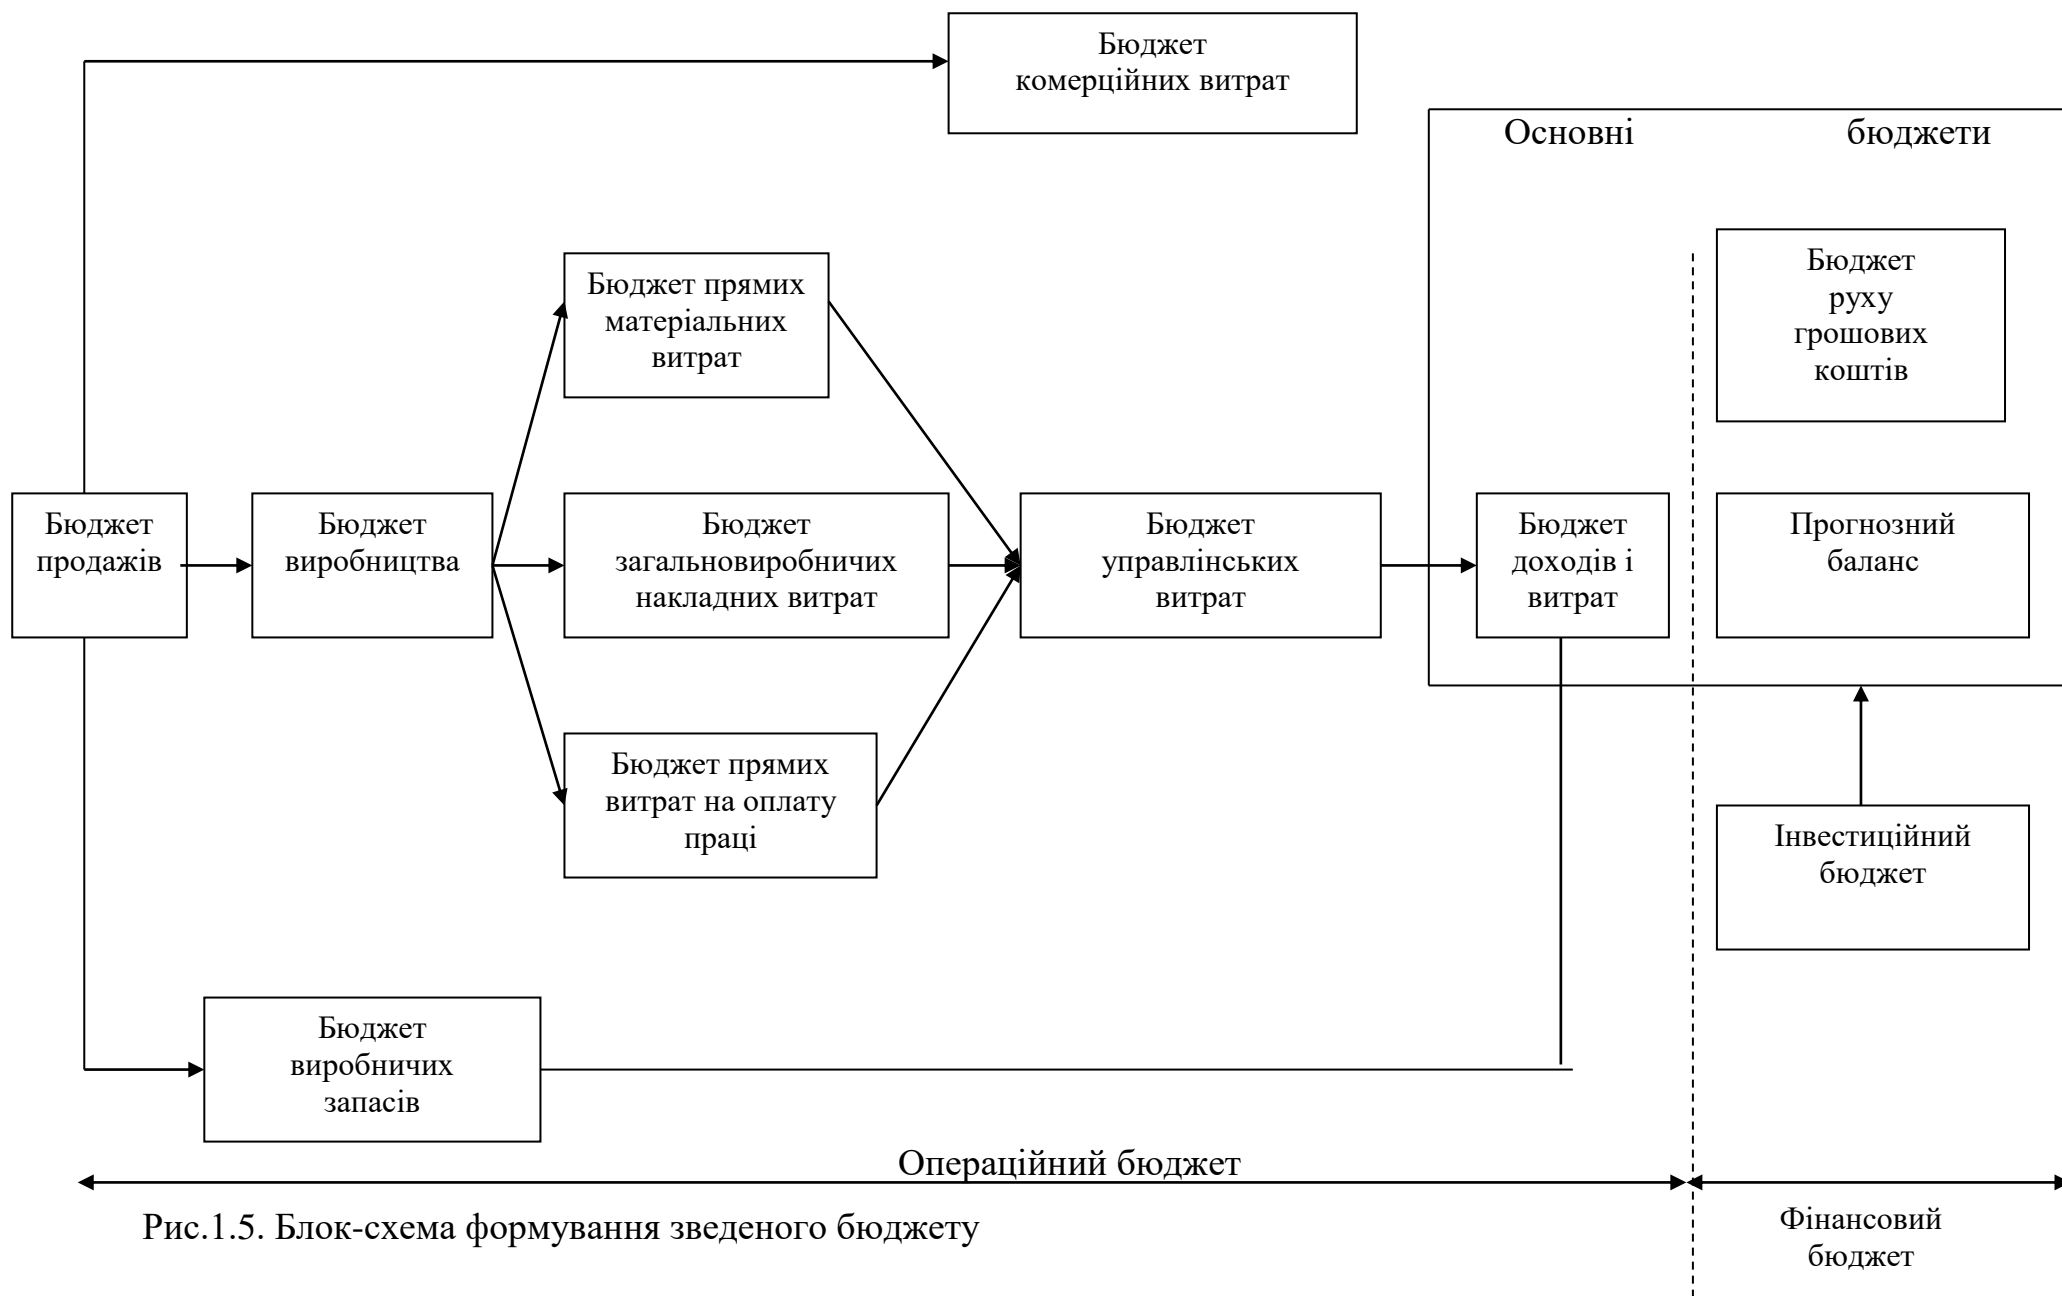 Бюджет
комерційних витрат
Основні бюджети
Бюджет прямих
матеріальних
витрат
Бюджет
руху
грошових
коштів
Бюджет
продажів
Бюджет
виробництва
Бюджет
загальновиробничих
накладних витрат
Бюджет
управлінських
витрат
Бюджет
доходів і
витрат
Прогнозний
баланс
Бюджет прямих
витрат на оплату
праці
Інвестиційний
бюджет
Бюджет
виробничих
запасів
Операційний бюджет
Рис.1.5. Блок-схема формування зведеного бюджету
Фінансовий
бюджет